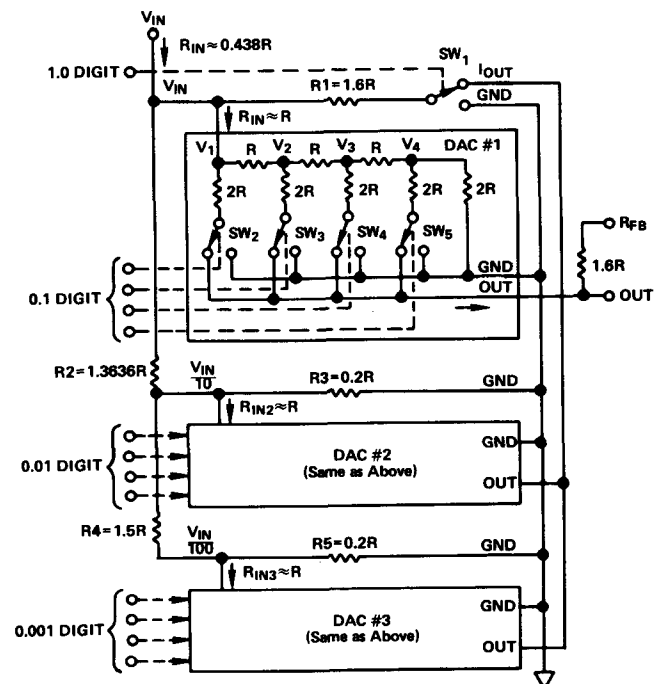 VIN
RIN≈0.438R
1.0 DIGIT
SW1
IOUT
VIN
R1=1.6R
GND
RIN≈R
DAC #1
V1
R
V2
R
V3
R
V4
2R
2R
2R
2R
2R
SW2
SW3
SW4
SW5
RFB
1.6R
GND
OUT
OUT
0.1 DIGIT
R2=1.3636R
VIN
10
R3=0.2R
GND
RIN2≈R
0.01 DIGIT
DAC #2
(Same as Above)
GND
OUT
R4=1.5R
VIN
100
R5=0.2R
GND
RIN3≈R
0.001 DIGIT
DAC #3
(Same as Above)
GND
OUT